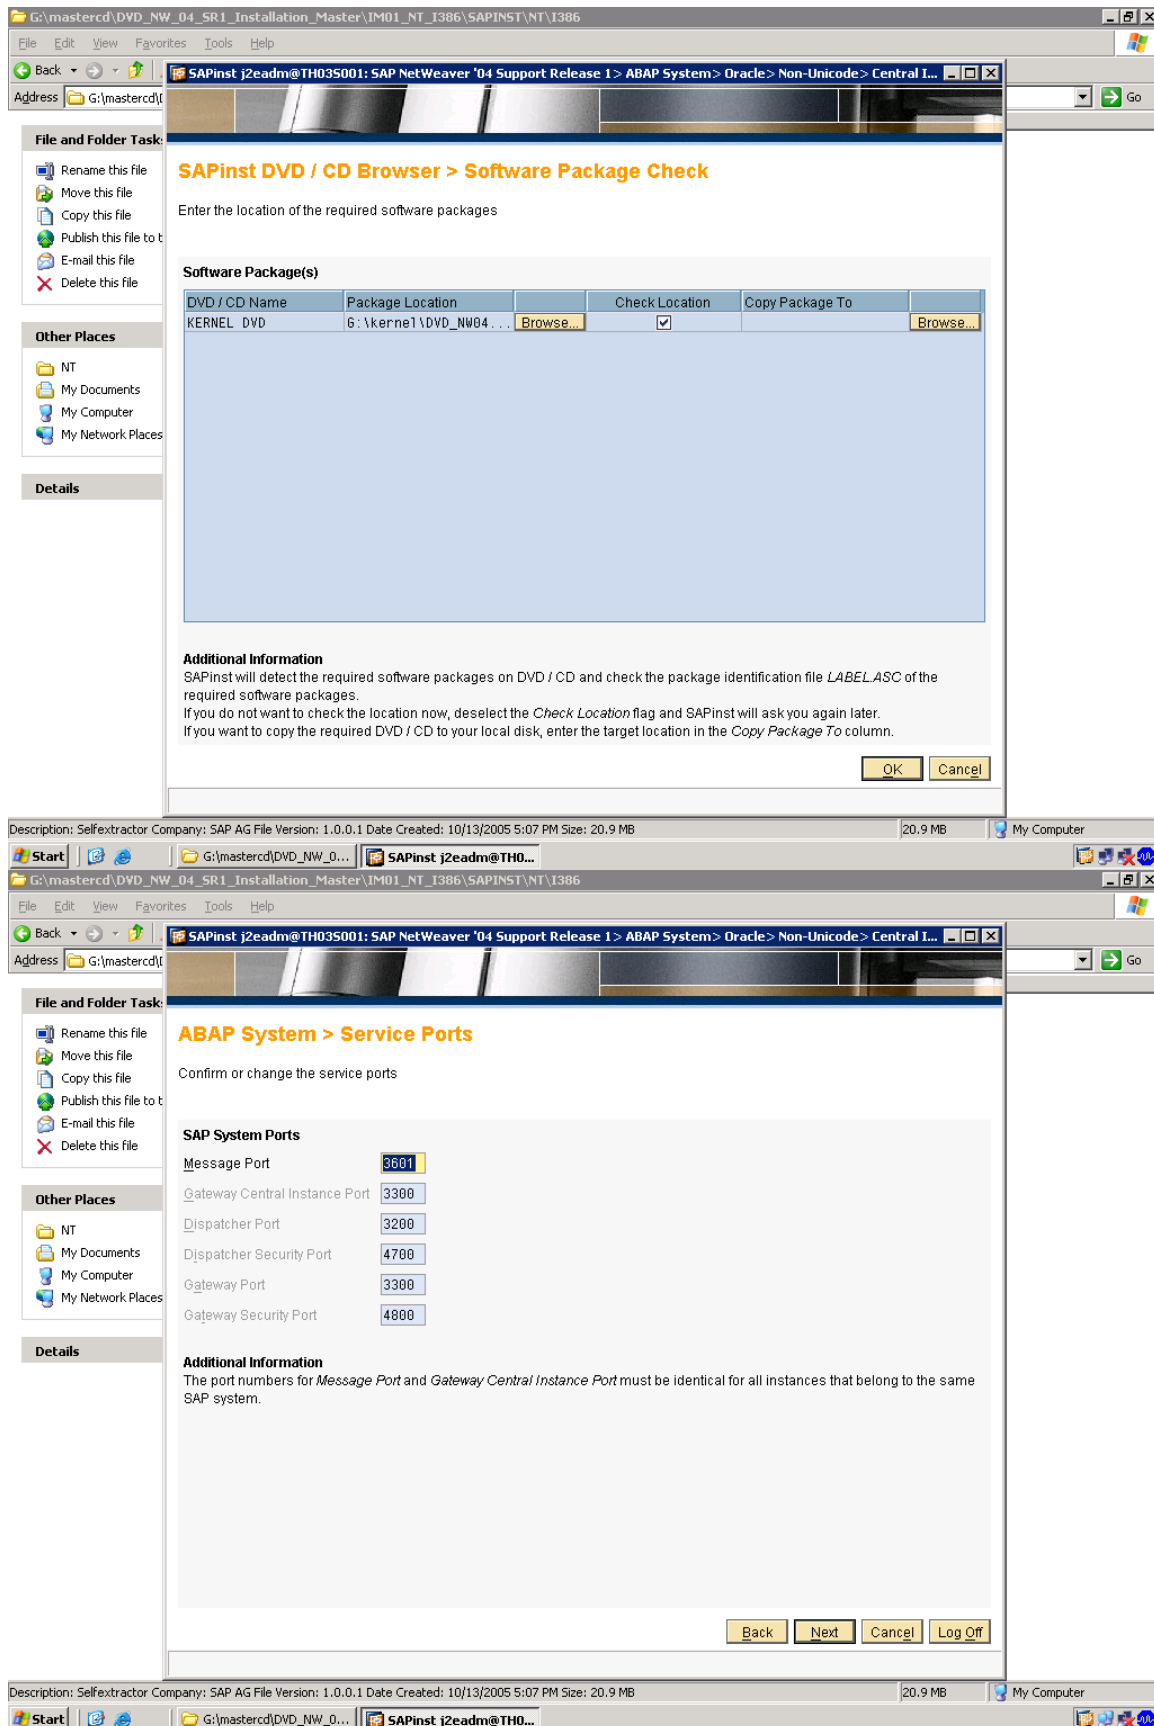 G:\mastercd\DVD_NW_04_SR1_Installation_Master\IM01_NT_I386\SAPINST\NT\I386
File Edit View Favorites Tools Help
Back
SAPinst j2eadm@TH03S001: SAP NetWeaver '04 Support Release 1> ABAP System> Oracle> Non-Unicode> Central I...
Address G:\mastercd\ Go
File and Folder Task
Rename this file
Move this file
Copy this file
Publish this file to t
E-mail this file
Delete this file
Other Places
NT
My Documents
My Computer
My Network Places
Details
SAPinst DVD / CD Browser > Software Package Check
Enter the location of the required software packages
Software Package(s)
DVD / CD Name Package Location Check Location Copy Package To
KERNEL DVD G:\kernel\DVD_NW04... Browse... Browse...
Additional Information
SAPinst will detect the required software packages on DVD / CD and check the package identification file LABEL.ASC of the
required software packages.
If you do not want to check the location now, deselect the Check Location flag and SAPinst will ask you again later.
If you want to copy the required DVD / CD to your local disk, enter the target location in the Copy Package To column.
OK Cancel
Description: Selfextractor Company: SAP AG File Version: 1.0.0.1 Date Created: 10/13/2005 5:07 PM Size: 20.9 MB 20.9 MB My Computer
Start G:\mastercd\DVD_NW_0... SAPinst j2eadm@TH0...
G:\mastercd\DVD_NW_04_SR1_Installation_Master\IM01_NT_I386\SAPINST\NT\I386
File Edit View Favorites Tools Help
Back
SAPinst j2eadm@TH03S001: SAP NetWeaver '04 Support Release 1> ABAP System> Oracle> Non-Unicode> Central I...
Address G:\mastercd\ Go
File and Folder Task
Rename this file
Move this file
Copy this file
Publish this file to t
E-mail this file
Delete this file
Other Places
NT
My Documents
My Computer
My Network Places
Details
ABAP System > Service Ports
Confirm or change the service ports
SAP System Ports
Message Port 3601
Gateway Central Instance Port 3300
Dispatcher Port 3200
Dispatcher Security Port 4700
Gateway Port 3300
Gateway Security Port 4800
Additional Information
The port numbers for Message Port and Gateway Central Instance Port must be identical for all instances that belong to the same
SAP system.
Back Next Cancel Log Off
Description: Selfextractor Company: SAP AG File Version: 1.0.0.1 Date Created: 10/13/2005 5:07 PM Size: 20.9 MB 20.9 MB My Computer
Start G:\mastercd\DVD_NW_0... SAPinst j2eadm@TH0...